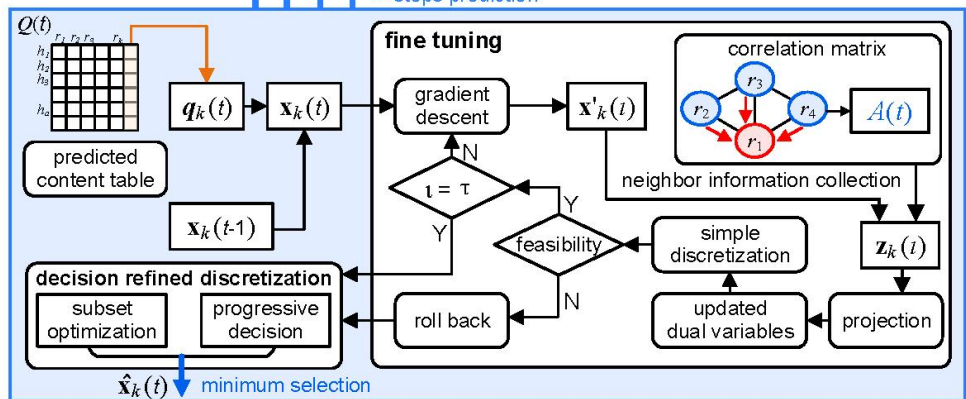 steps prediction
Q(t)
r₁ r₂ r₃ rₖ
h₁
h₂
h₃
hₐ
predicted
content table
𝒒ₖ(t)
𝐱ₖ(t)
𝐱ₖ(t-1)
fine tuning
gradient
descent
𝐱'ₖ(ι)
correlation matrix
r₃
r₂
r₄
r₁
A(t)
neighbor information collection
N
ι = τ
Y
Y
feasibility
N
simple
discretization
𝐳ₖ(ι)
roll back
updated
dual variables
projection
decision refined discretization
subset
optimization
progressive
decision
𝐱̂ₖ(t)
minimum selection